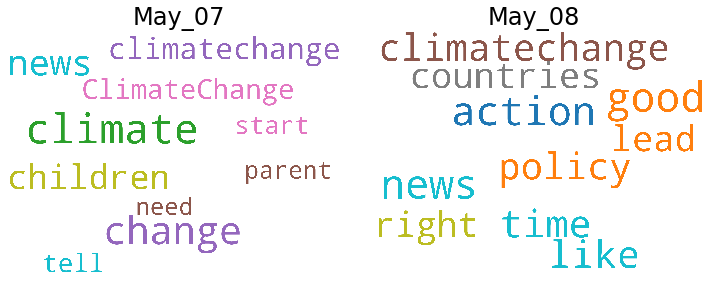 May_07
climatechange
news
ClimateChange
climate
start
children
parent
need
change
tell
May_08
climatechange
countries
good
action
lead
policy
news
right
time
like